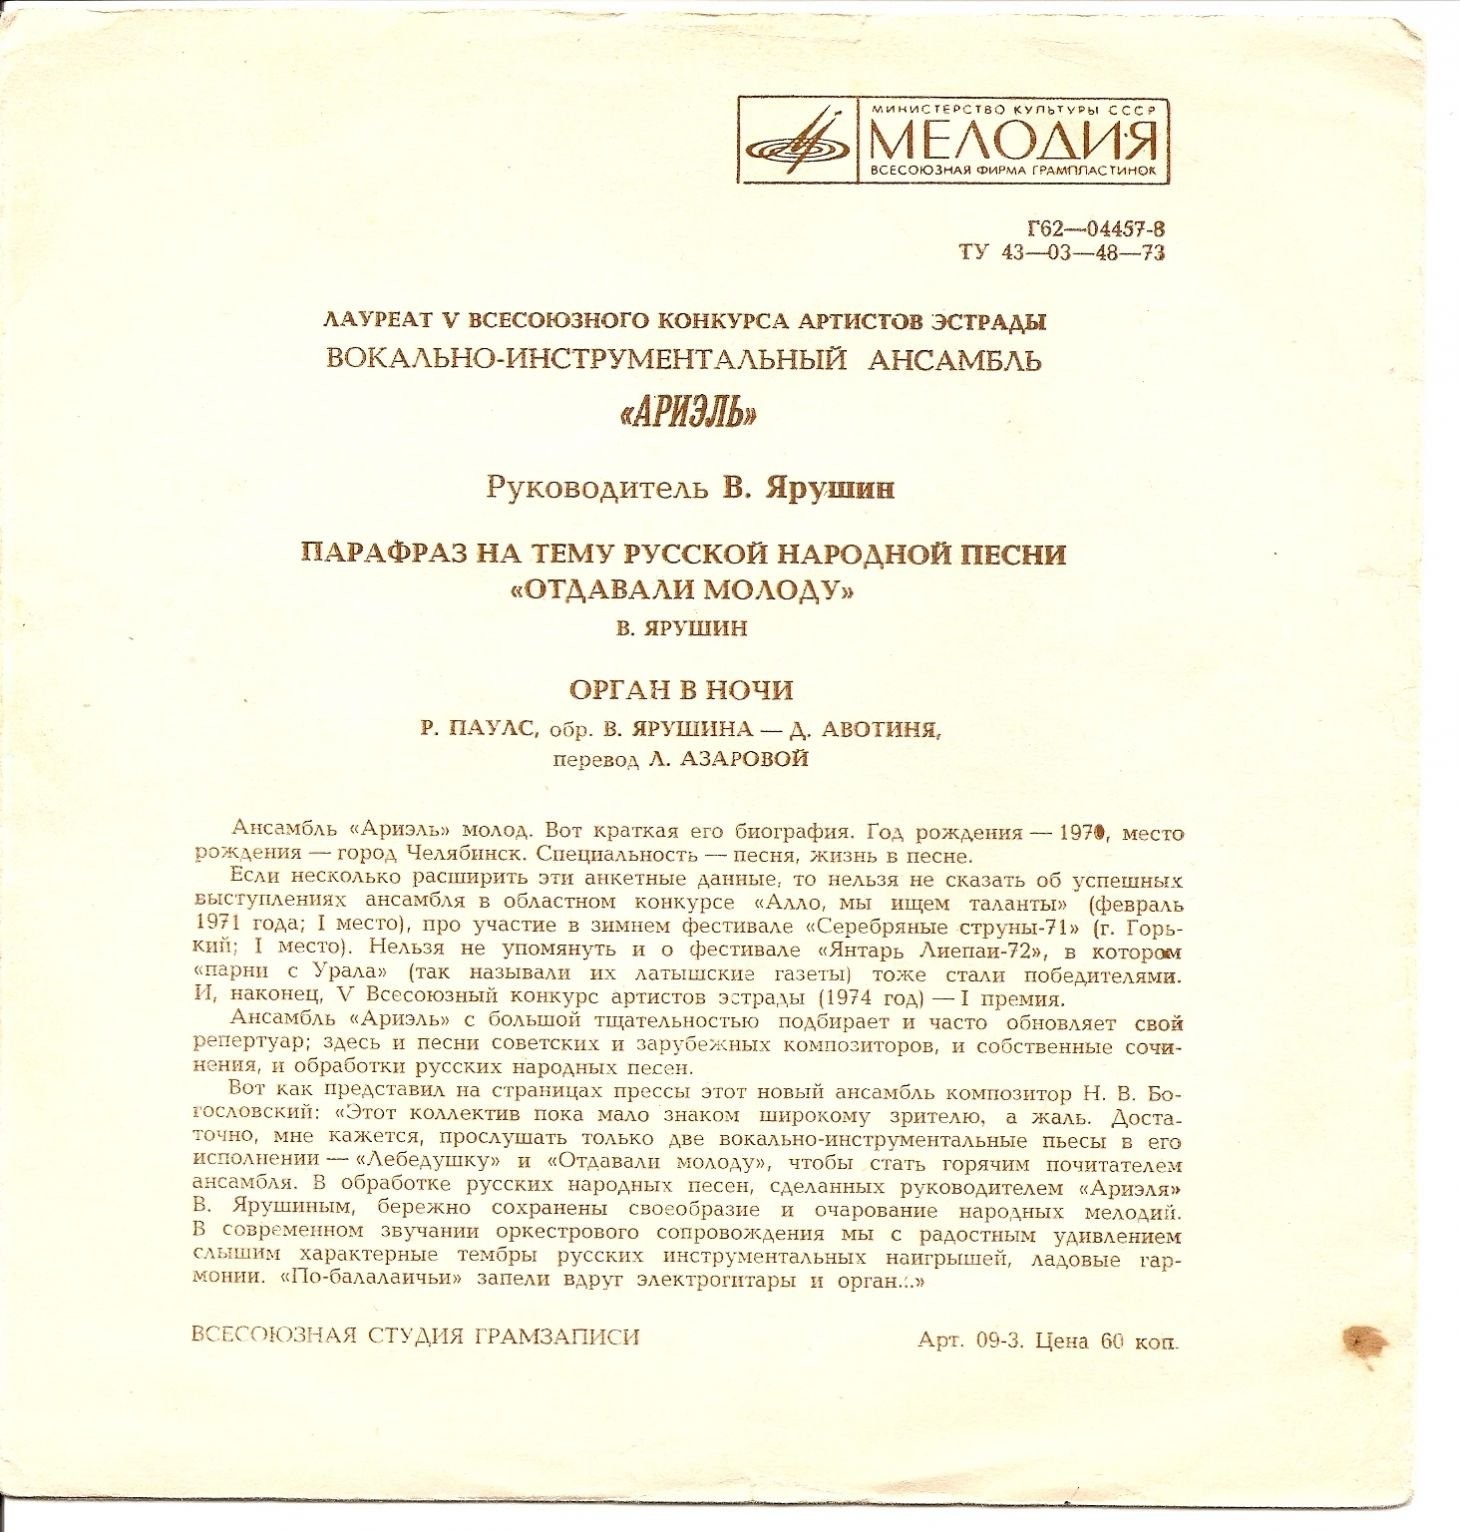 МИНИСТЕРСТВО КУЛЬТУРЫ СССР
МЕЛОДИЯ
ВСЕСОЮЗНАЯ ФИРМА ГРАМПЛАСТИНОК
Г62—04457-8
ТУ 43—03—48—73
ЛАУРЕАТ V ВСЕСОЮЗНОГО КОНКУРСА АРТИСТОВ ЭСТРАДЫ
ВОКАЛЬНО-ИНСТРУМЕНТАЛЬНЫЙ АНСАМБЛЬ
«АРИЭЛЬ»
Руководитель В. Ярушин
ПАРАФРАЗ НА ТЕМУ РУССКОЙ НАРОДНОЙ ПЕСНИ
«ОТДАВАЛИ МОЛОДУ»
В. ЯРУШИН
ОРГАН В НОЧИ
Р. ПАУЛС, обр. В. ЯРУШИНА — Д. АВОТИНЯ,
перевод Л. АЗАРОВОЙ
Ансамбль «Ариэль» молод. Вот краткая его биография. Год рождения — 1970, место
рождения — город Челябинск. Специальность — песня, жизнь в песне.
Если несколько расширить эти анкетные данные, то нельзя не сказать об успешных
выступлениях ансамбля в областном конкурсе «Алло, мы ищем таланты» (февраль
1971 года; I место), про участие в зимнем фестивале «Серебряные струны-71» (г. Горь-
кий; I место). Нельзя не упомянуть и о фестивале «Янтарь Лиепаи-72», в котором
«парни с Урала» (так называли их латышские газеты) тоже стали победителями.
И, наконец, V Всесоюзный конкурс артистов эстрады (1974 год) — I премия.
Ансамбль «Ариэль» с большой тщательностью подбирает и часто обновляет свой
репертуар; здесь и песни советских и зарубежных композиторов, и собственные сочи-
нения, и обработки русских народных песен.
Вот как представил на страницах прессы этот новый ансамбль композитор Н. В. Бо-
гословский: «Этот коллектив пока мало знаком широкому зрителю, а жаль. Доста-
точно, мне кажется, прослушать только две вокально-инструментальные пьесы в его
исполнении — «Лебедушку» и «Отдавали молоду», чтобы стать горячим почитателем
ансамбля. В обработке русских народных песен, сделанных руководителем «Ариэля»
В. Ярушиным, бережно сохранены своеобразие и очарование народных мелодий.
В современном звучании оркестрового сопровождения мы с радостным удивлением
слышим характерные тембры русских инструментальных наигрышей, ладовые гар-
монии. «По-балалаичьи» запели вдруг электрогитары и орган...»
ВСЕСОЮЗНАЯ СТУДИЯ ГРАМЗАПИСИ
Арт. 09-3. Цена 60 коп.